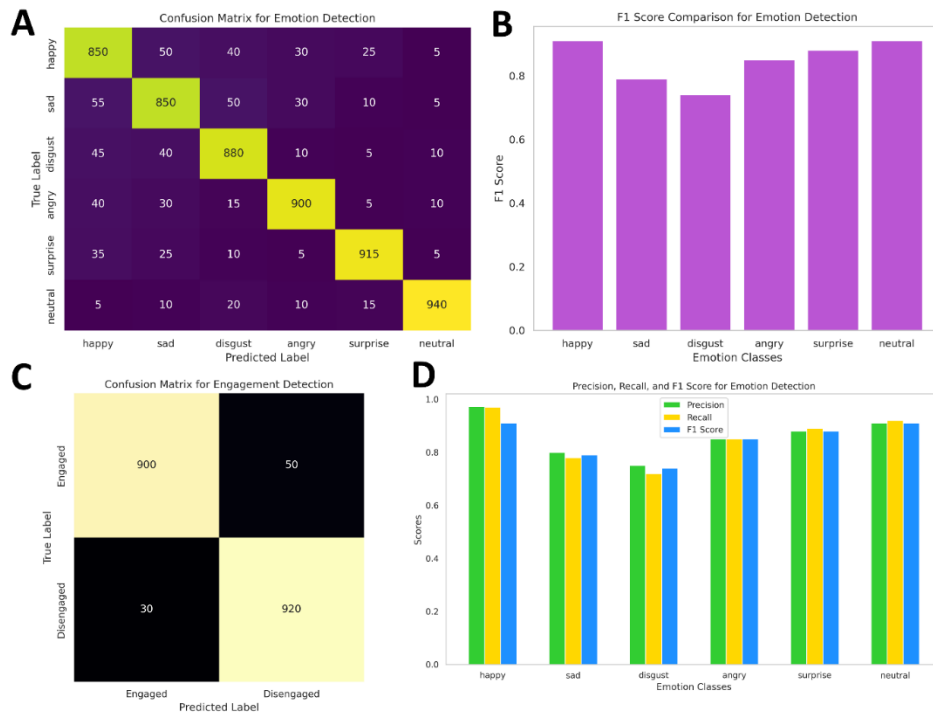 A
Confusion Matrix for Emotion Detection
True Label
happy
850 50 40 30 25 5
sad
55 850 50 30 10 5
disgust
45 40 880 10 5 10
angry
40 30 15 900 5 10
surprise
35 25 10 5 915 5
neutral
5 10 20 10 15 940
happy sad disgust angry surprise neutral
Predicted Label
B
F1 Score Comparison for Emotion Detection
F1 Score
0.8
0.6
0.4
0.2
0.0
happy sad disgust angry surprise neutral
Emotion Classes
C
Confusion Matrix for Engagement Detection
True Label
Engaged
900 50
Disengaged
30 920
Engaged Disengaged
Predicted Label
D
Precision, Recall, and F1 Score for Emotion Detection
Precision
Recall
F1 Score
Scores
1.0
0.8
0.6
0.4
0.2
0.0
happy sad disgust angry surprise neutral
Emotion Classes